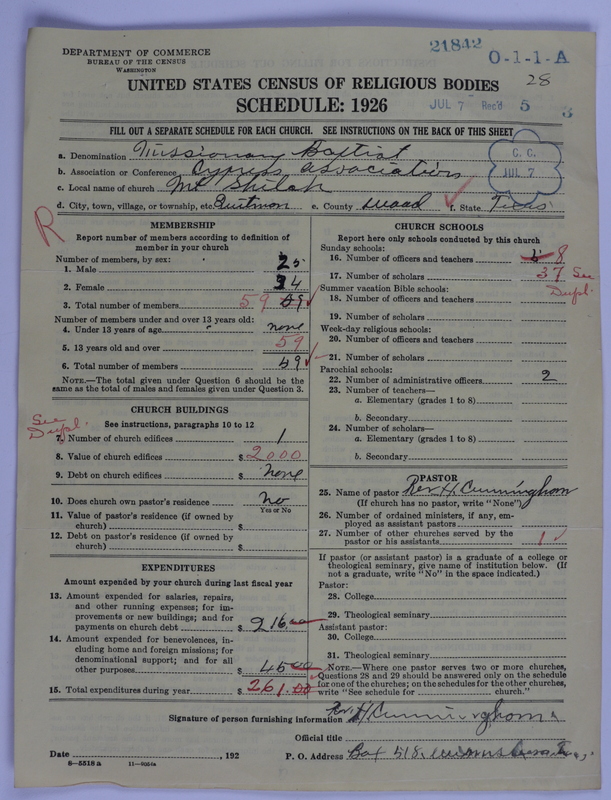 DEPARTMENT OF COMMERCE
BUREAU OF THE CENSUS
WASHINGTON
21842
O-1-1-A
UNITED STATES CENSUS OF RELIGIOUS BODIES
28
SCHEDULE: 1926
JUL 7 Rec'd 5 3
FILL OUT A SEPARATE SCHEDULE FOR EACH CHURCH. SEE INSTRUCTIONS ON THE BACK OF THIS SHEET
a. Denomination Missionary Baptist
b. Association or Conference Cypress association
C. C.
JUL 7
c. Local name of church Mt Shilah
d. City, town, village, or township, etc. Quitman e. County Wood f. State Texas
R
MEMBERSHIP
Report number of members according to definition of member in your church
Number of members, by sex:
1. Male 25
2. Female 34
3. Total number of members 59
Number of members under and over 13 years old:
4. Under 13 years of age none
5. 13 years old and over 59
6. Total number of members 59
NOTE.—The total given under Question 6 should be the same as the total of males and females given under Question 3.
CHURCH BUILDINGS
See instructions, paragraphs 10 to 12
See Dupl.
7. Number of church edifices 1
8. Value of church edifices $ 2000
9. Debt on church edifices $ None
10. Does church own pastor's residence No
Yes or No
11. Value of pastor's residence (if owned by church) $
12. Debt on pastor's residence (if owned by church) $
EXPENDITURES
Amount expended by your church during last fiscal year
13. Amount expended for salaries, repairs, and other running expenses; for improvements or new buildings; and for payments on church debt $ 216.00
14. Amount expended for benevolences, including home and foreign missions; for denominational support; and for all other purposes $ 45.00
15. Total expenditures during year $ 261.00
CHURCH SCHOOLS
Report here only schools conducted by this church
Sunday schools:
16. Number of officers and teachers 8
17. Number of scholars 37 See Dupl.
Summer vacation Bible schools:
18. Number of officers and teachers
19. Number of scholars
Week-day religious schools:
20. Number of officers and teachers
21. Number of scholars
Parochial schools:
22. Number of administrative officers 2
23. Number of teachers—
a. Elementary (grades 1 to 8)
b. Secondary
24. Number of scholars—
a. Elementary (grades 1 to 8)
b. Secondary
PASTOR
25. Name of pastor Rev H. Cunningham
(If church has no pastor, write "None")
26. Number of ordained ministers, if any, employed as assistant pastors
27. Number of other churches served by the pastor or his assistants 1
If pastor (or assistant pastor) is a graduate of a college or theological seminary, give name of institution below. (If not a graduate, write "No" in the space indicated.)
Pastor:
28. College
29. Theological seminary
Assistant pastor:
30. College
31. Theological seminary
NOTE.—Where one pastor serves two or more churches, Questions 28 and 29 should be answered only on the schedule for one of the churches; on the schedules for the other churches, write "See schedule for church."
Signature of person furnishing information Rev H Cunningham
Official title
Date , 192 P. O. Address Box 518,
8—5518 a 11—9064a